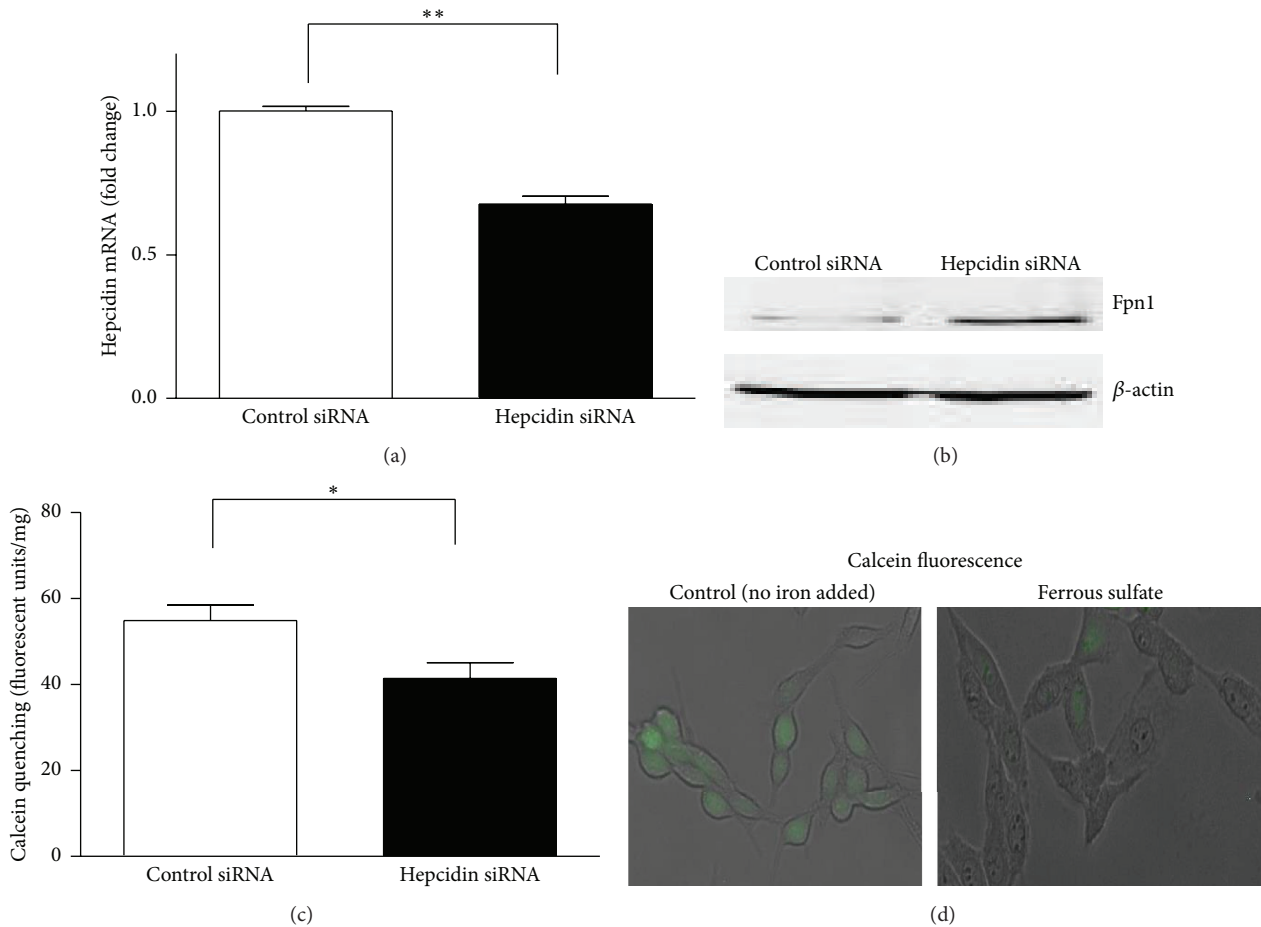 **
Hepcidin mRNA (fold change)
1.0
0.5
0.0
Control siRNA
Hepcidin siRNA
(a)
Control siRNA
Hepcidin siRNA
Fpn1
β-actin
(b)
*
Calcein quenching (fluorescent units/mg)
80
60
40
20
0
Control siRNA
Hepcidin siRNA
(c)
Calcein fluorescence
Control (no iron added)
Ferrous sulfate
(d)